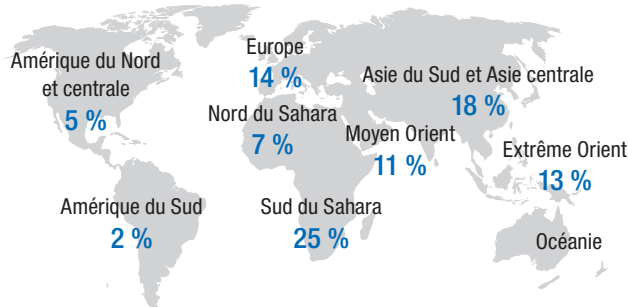 Amérique du Nord
et centrale
5 %
Europe
14 %
Asie du Sud et Asie centrale
18 %
Nord du Sahara
7 %
Moyen Orient
11 %
Extrême Orient
13 %
Amérique du Sud
2 %
Sud du Sahara
25 %
Océanie